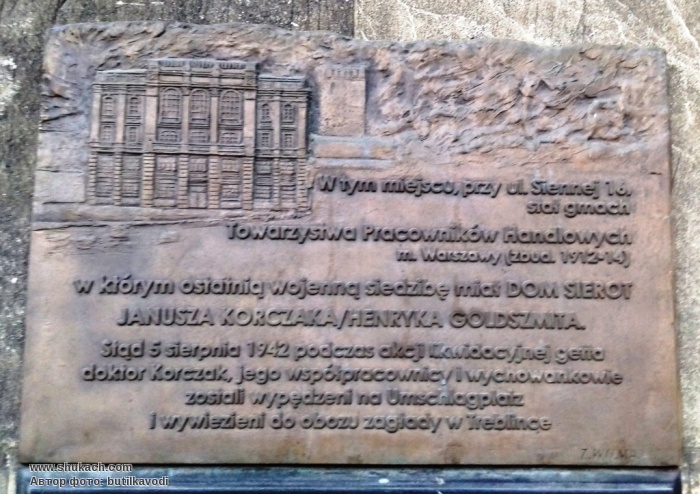 W tym miejscu, przy ul. Siennej 16,
stał gmach
Towarzystwa Pracowników Handlowych
m. Warszawy (zbud. 1912-14)
w którym ostatnią wojenną siedzibę miał DOM SIEROT
JANUSZA KORCZAKA/HENRYKA GOLDSZMITA.
Stąd 5 sierpnia 1942 podczas akcji likwidacyjnej getta
doktor Korczak, jego współpracownicy i wychowankowie
zostali wypędzeni na Umschlagplatz
i wywiezieni do obozu zagłady w Treblince
www.shukach.com
Автор фото: butilkavodi